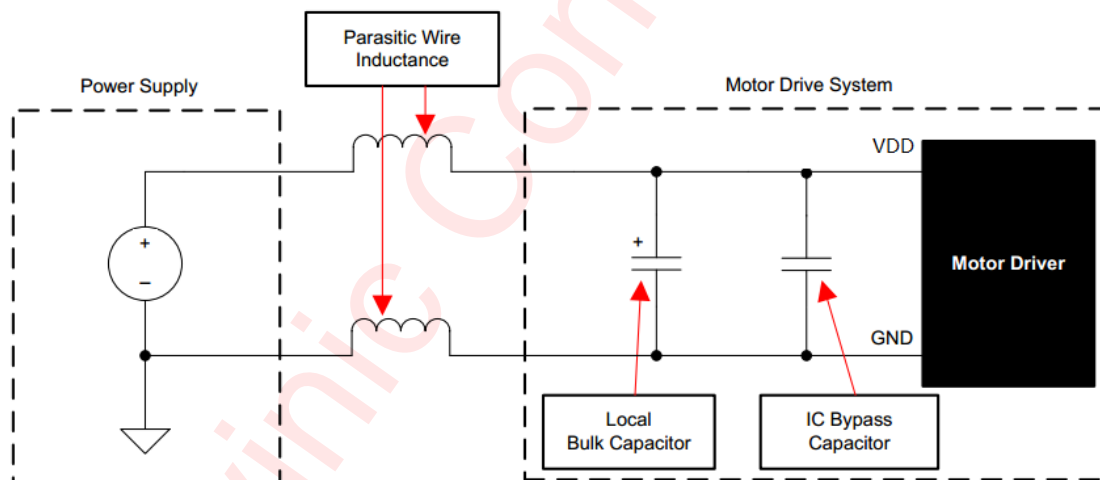 Parasitic Wire
Inductance
Power Supply
Motor Drive System
VDD
+
−
+
Motor Driver
GND
Local
Bulk Capacitor
IC Bypass
Capacitor